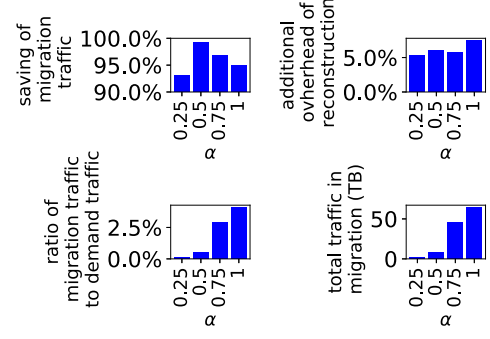 saving of
migration
traffic
100.0%
95.0%
90.0%
0.25
0.5
0.75
1
α
additional
ovherhead of
reconstruction
5.0%
0.0%
0.25
0.5
0.75
1
α
ratio of
migration traffic
to demand traffic
2.5%
0.0%
0.25
0.5
0.75
1
α
total traffic in
migration (TB)
50
0
0.25
0.5
0.75
1
α